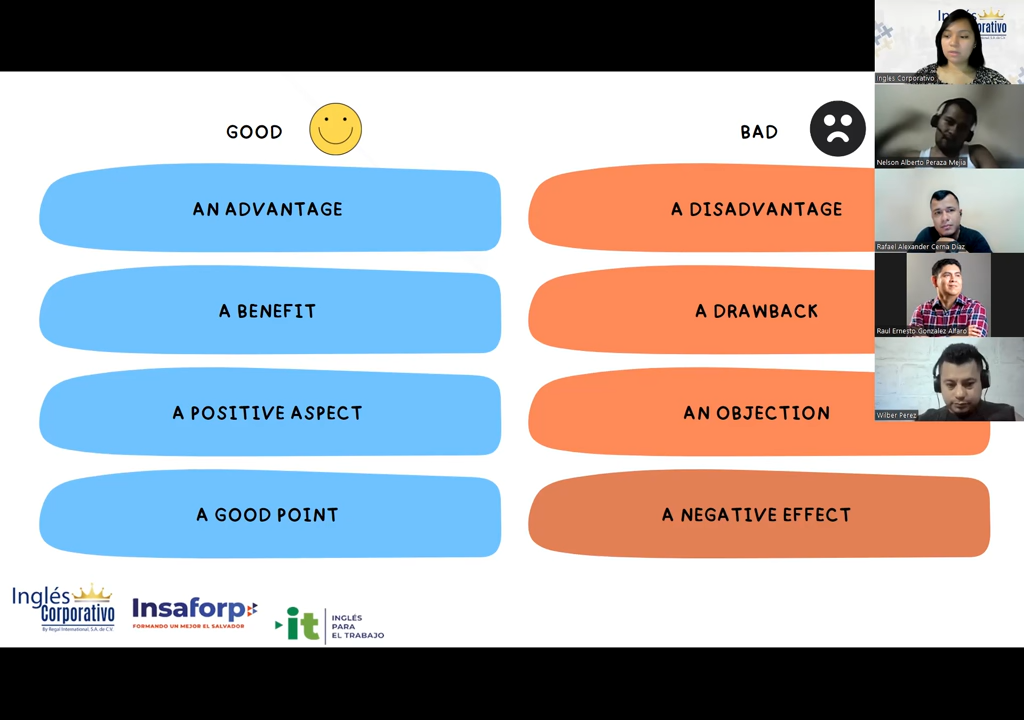 GOOD
BAD
AN ADVANTAGE
A DISADVANTAGE
A BENEFIT
A DRAWBACK
A POSITIVE ASPECT
AN OBJECTION
A GOOD POINT
A NEGATIVE EFFECT
Inglés
Corporativo
By Regal International, S.A. de C.V.
Insaforp
FORMANDO UN MEJOR EL SALVADOR
it
INGLÉS
PARA
EL TRABAJO
Inglés Corporativo
Nelson Alberto Peraza Mejia
Rafael Alexander Cerna Diaz
Raul Ernesto Gonzalez Alfaro
Wilber Perez